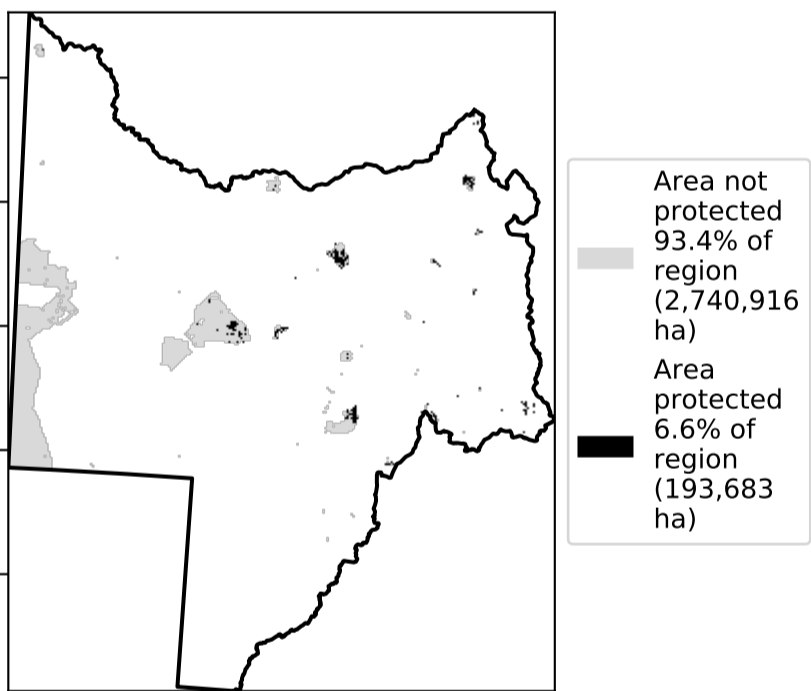 Area not
protected
93.4% of
region
(2,740,916
ha)
Area
protected
6.6% of
region
(193,683
ha)